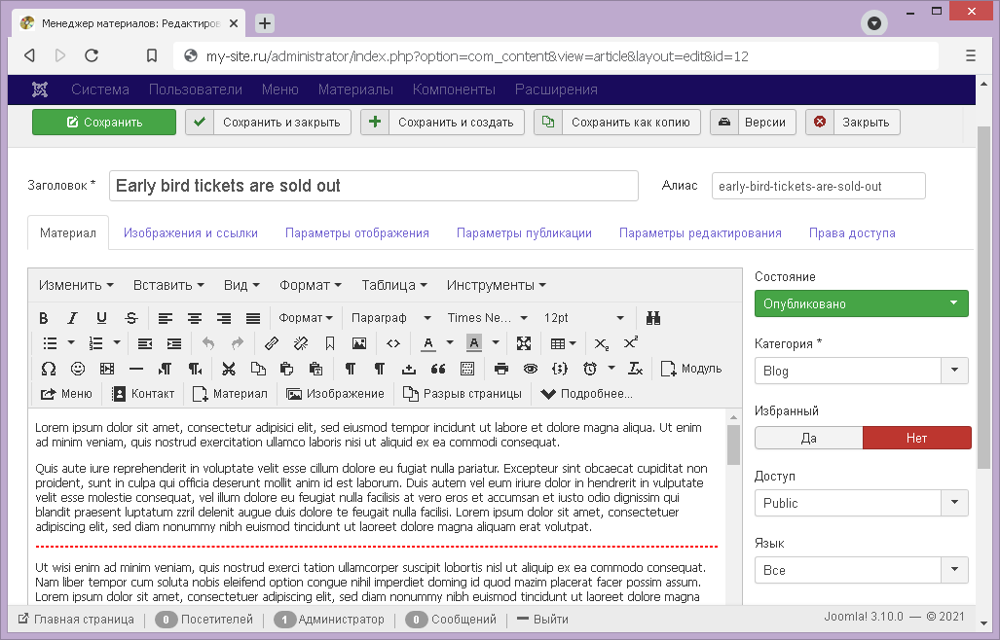 Менеджер материалов: Редактиров
my-site.ru/administrator/index.php?option=com_content&view=article&layout=edit&id=12
Система Пользователи Меню Материалы Компоненты Расширения
Сохранить Сохранить и закрыть Сохранить и создать Сохранить как копию Версии Закрыть
Заголовок * Early bird tickets are sold out Алиас early-bird-tickets-are-sold-out
Материал Изображения и ссылки Параметры отображения Параметры публикации Параметры редактирования Права доступа
Изменить Вставить Вид Формат Таблица Инструменты
B I U S Формат Параграф Times Ne... 12pt
A A X₂ X²
Модуль
Меню Контакт Материал Изображение Разрыв страницы Подробнее...
Lorem ipsum dolor sit amet, consectetur adipisici elit, sed eiusmod tempor incidunt ut labore et dolore magna aliqua. Ut enim
ad minim veniam, quis nostrud exercitation ullamco laboris nisi ut aliquid ex ea commodi consequat.
Quis aute iure reprehenderit in voluptate velit esse cillum dolore eu fugiat nulla pariatur. Excepteur sint obcaecat cupiditat non
proident, sunt in culpa qui officia deserunt mollit anim id est laborum. Duis autem vel eum iriure dolor in hendrerit in vulputate
velit esse molestie consequat, vel illum dolore eu feugiat nulla facilisis at vero eros et accumsan et iusto odio dignissim qui
blandit praesent luptatum zzril delenit augue duis dolore te feugait nulla facilisi. Lorem ipsum dolor sit amet, consectetuer
adipiscing elit, sed diam nonummy nibh euismod tincidunt ut laoreet dolore magna aliquam erat volutpat.
Ut wisi enim ad minim veniam, quis nostrud exerci tation ullamcorper suscipit lobortis nisl ut aliquip ex ea commodo consequat.
Nam liber tempor cum soluta nobis eleifend option congue nihil imperdiet doming id quod mazim placerat facer possim assum.
Lorem ipsum dolor sit amet, consectetuer adipiscing elit, sed diam nonummy nibh euismod tincidunt ut laoreet dolore magna
Состояние
Опубликовано
Категория *
Blog
Избранный
Да Нет
Доступ
Public
Язык
Все
Главная страница 0 Посетителей 1 Администратор 0 Сообщений Выйти Joomla! 3.10.0 — © 2021